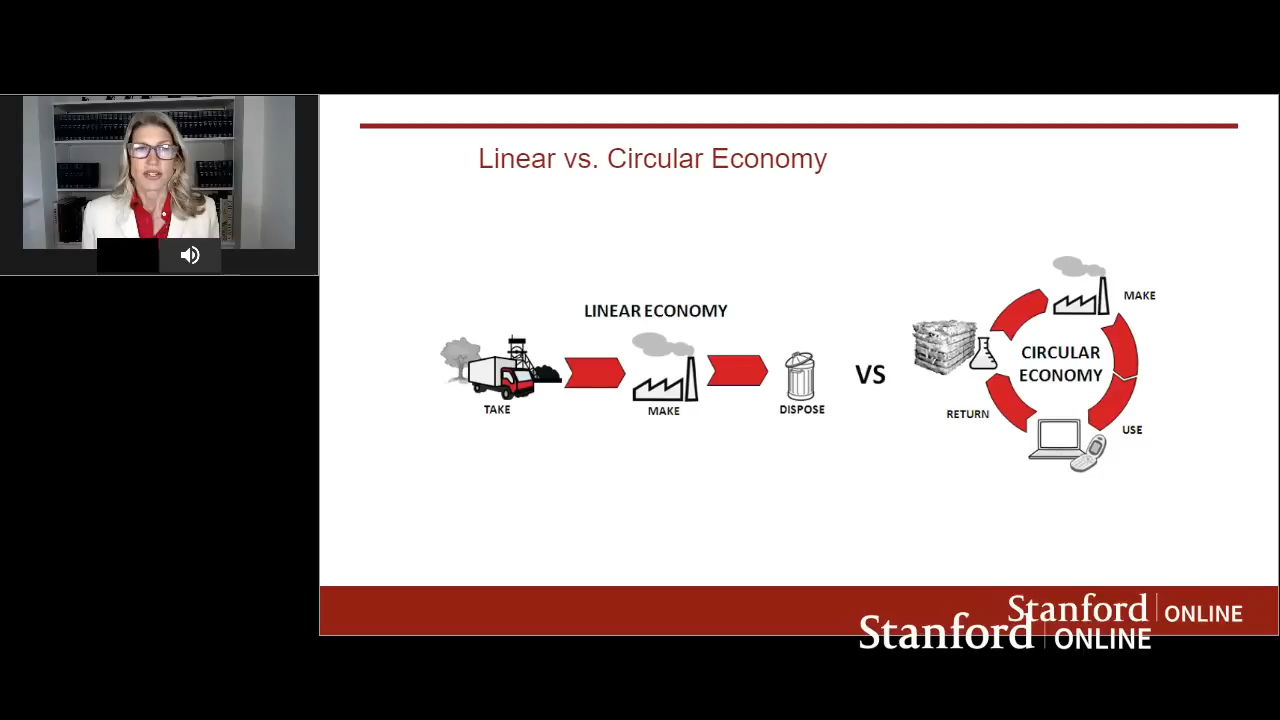 Linear vs. Circular Economy
LINEAR ECONOMY
TAKE
MAKE
DISPOSE
VS
MAKE
CIRCULAR
ECONOMY
RETURN
USE
Stanford ONLINE
Stanford ONLINE